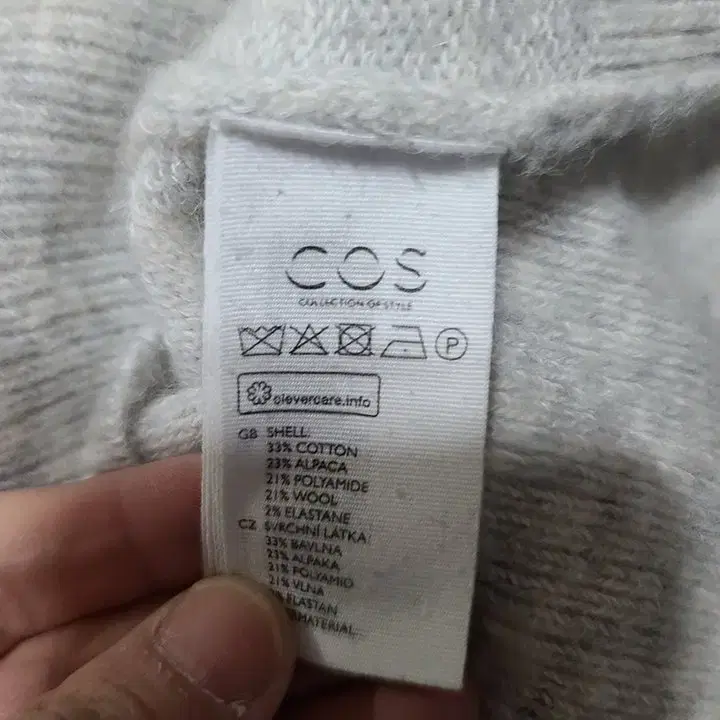 COS
COLLECTION OF STYLE
P
clevercare.info
GB SHELL:
33% COTTON
23% ALPACA
21% POLYAMIDE
21% WOOL
2% ELASTANE
CZ SVRCHNÍ LÁTKA:
33% BAVLNA
23% ALPAKA
21% POLYAMID
21% VLNA
ELASTAN